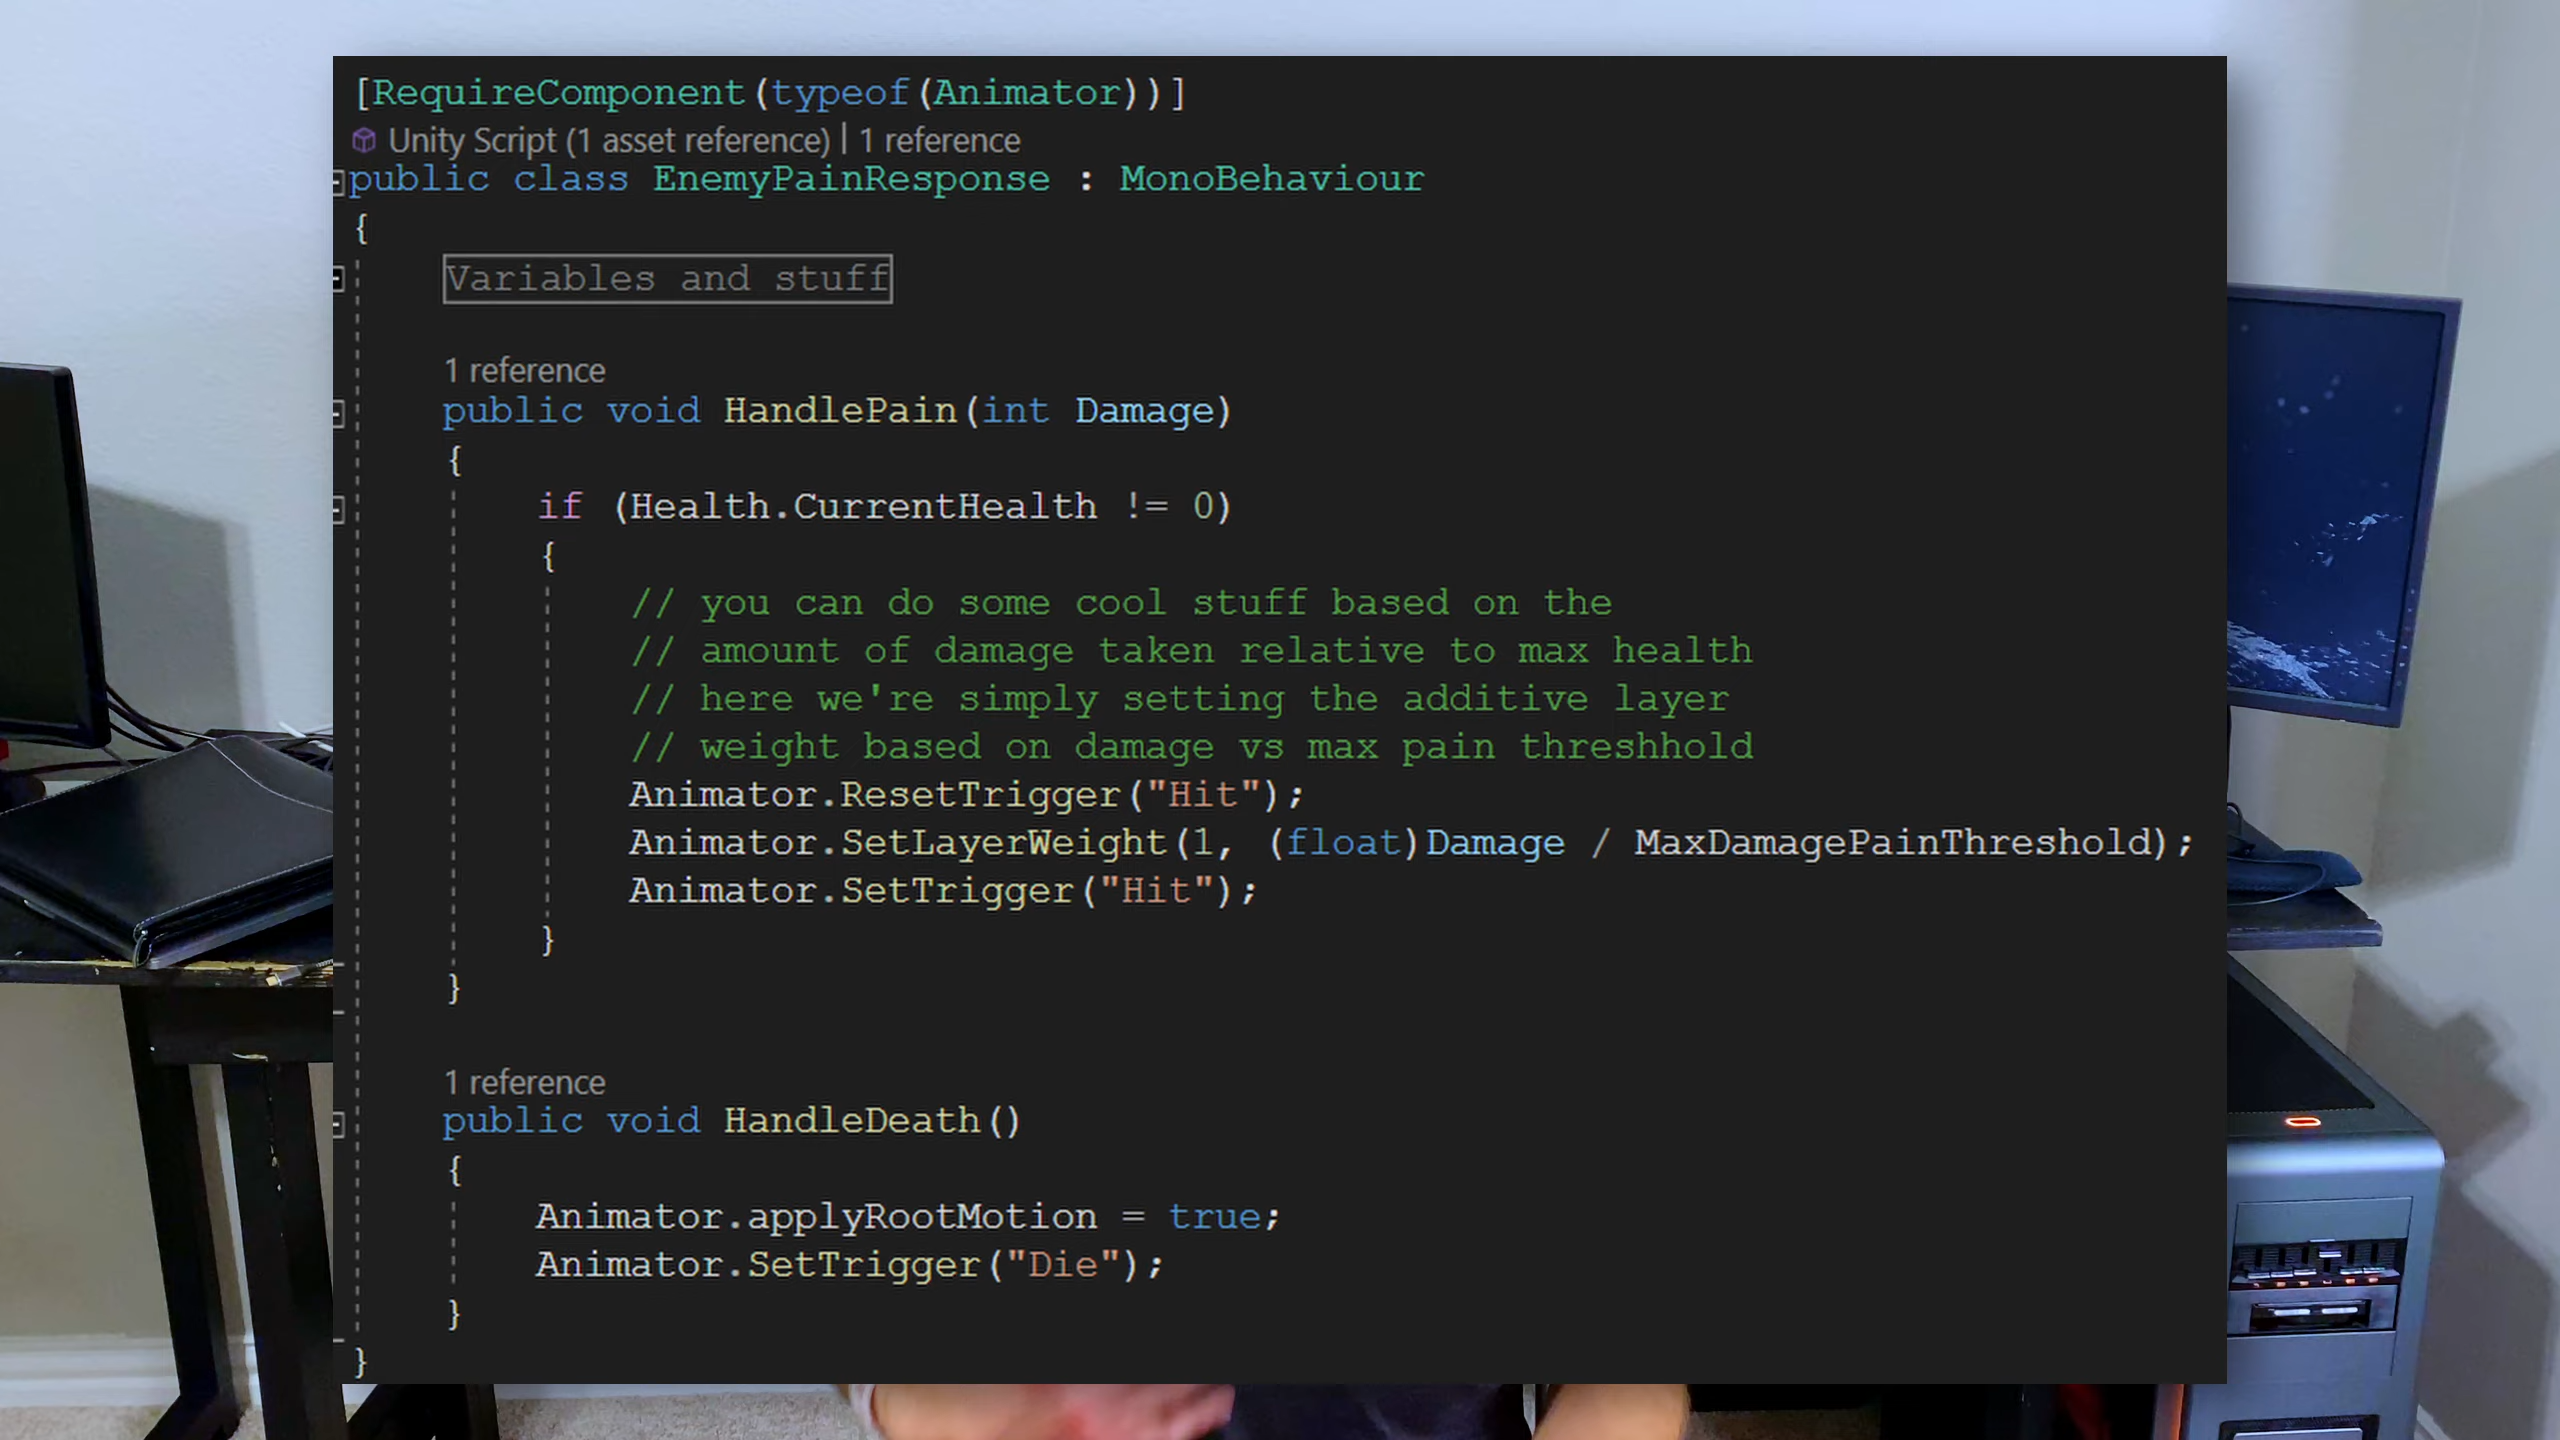 [RequireComponent(typeof(Animator))]
Unity Script (1 asset reference) | 1 reference
public class EnemyPainResponse : MonoBehaviour
{
Variables and stuff
1 reference
public void HandlePain(int Damage)
{
if (Health.CurrentHealth != 0)
{
// you can do some cool stuff based on the
// amount of damage taken relative to max health
// here we're simply setting the additive layer
// weight based on damage vs max pain threshhold
Animator.ResetTrigger("Hit");
Animator.SetLayerWeight(1, (float)Damage / MaxDamagePainThreshold);
Animator.SetTrigger("Hit");
}
}
1 reference
public void HandleDeath()
{
Animator.applyRootMotion = true;
Animator.SetTrigger("Die");
}
}